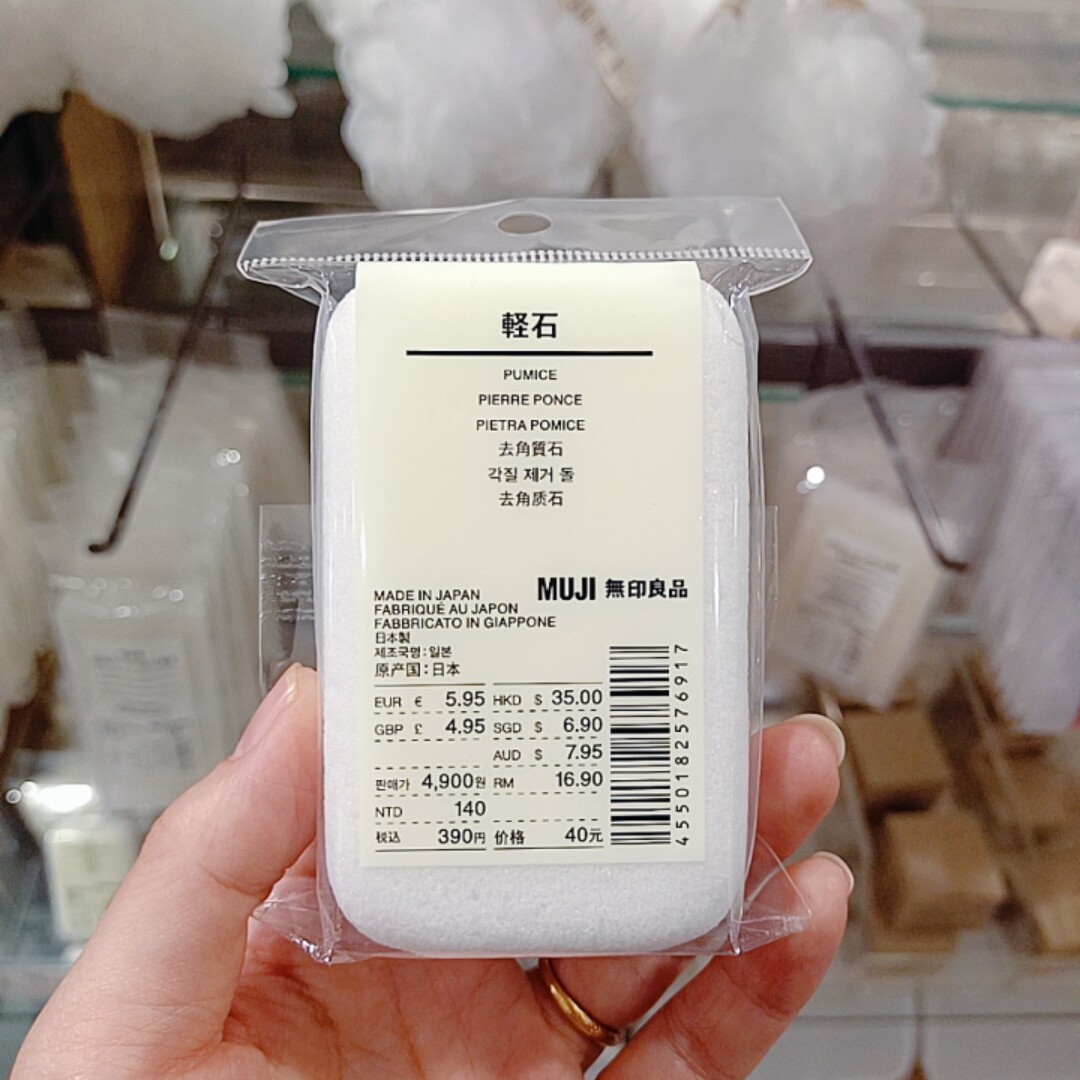 軽石
PUMICE
PIERRE PONCE
PIETRA POMICE
去角質石
각질 제거 돌
去角质石
MUJI 無印良品
MADE IN JAPAN
FABRIQUÉ AU JAPON
FABBRICATO IN GIAPPONE
日本製
제조국명 : 일본
原产国 : 日本
EUR € 5.95 HKD $ 35.00
GBP £ 4.95 SGD $ 6.90
AUD $ 7.95
판매가 4,900원 RM 16.90
NTD 140
税込 390円 价格 40元
4550182576917